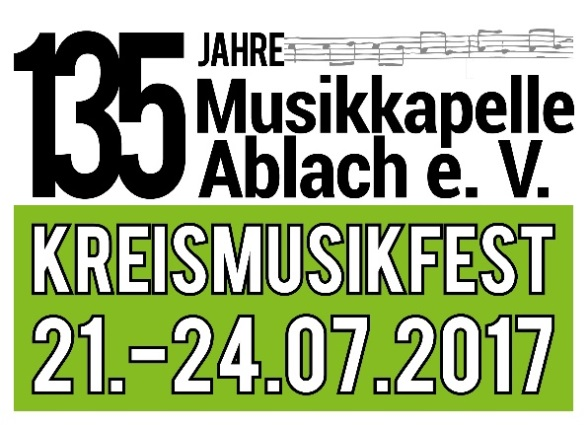 135 JAHRE
Musikkapelle
Ablach e. V.
KREISMUSIKFEST
21.-24.07.2017